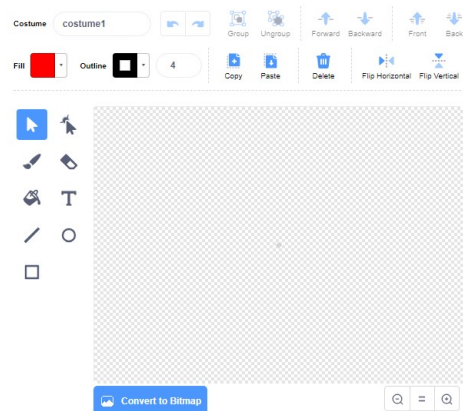 Costume costume1 Group Ungroup Forward Backward Front Back
Fill Outline 4 Copy Paste Delete Flip Horizontal Flip Vertical
T
Convert to Bitmap =